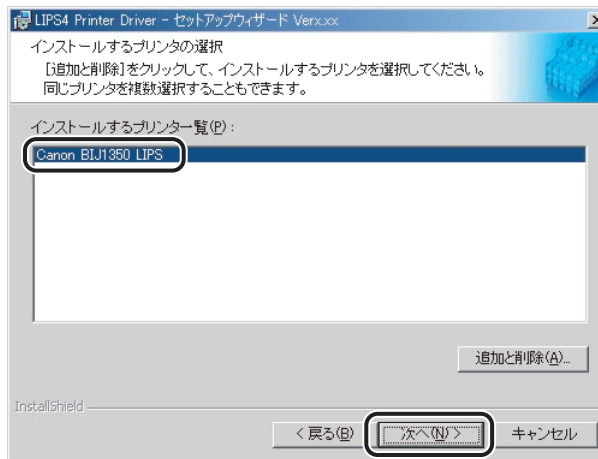 LIPS4 Printer Driver - セットアップウィザード Verx.xx
インストールするプリンタの選択
[追加と削除]をクリックして、インストールするプリンタを選択してください。
同じプリンタを複数選択することもできます。
インストールするプリンター覧(P):
Canon BIJ1350 LIPS
追加と削除(A)...
InstallShield
< 戻る(B)
次へ(N) >
キャンセル